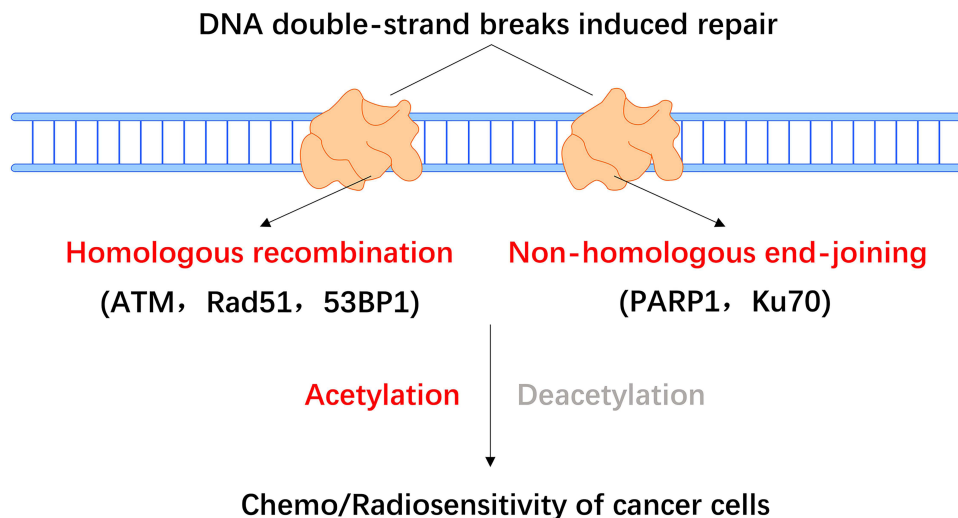 DNA double-strand breaks induced repair
Homologous recombination
Non-homologous end-joining
(ATM，Rad51，53BP1)
(PARP1，Ku70)
Acetylation
Deacetylation
Chemo/Radiosensitivity of cancer cells